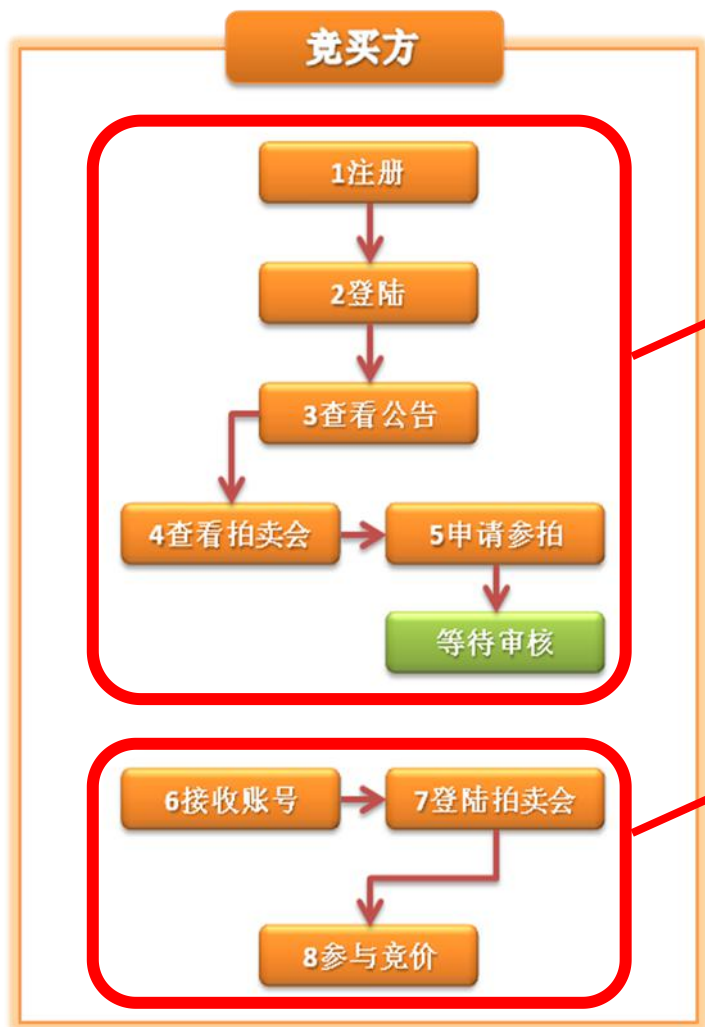 竞买方
1注册
2登陆
3查看公告
4查看拍卖会
5申请参拍
等待审核
6接收账号
7登陆拍卖会
8参与竞价